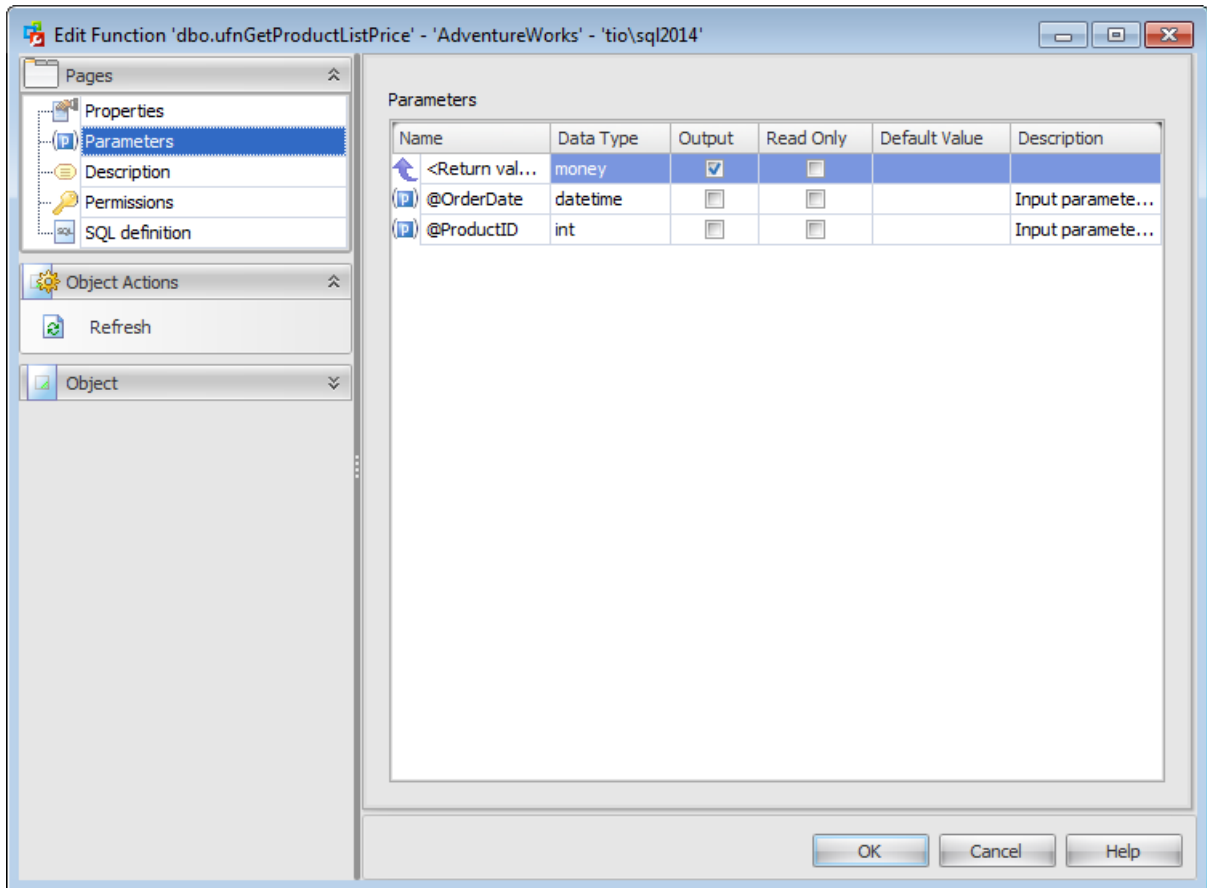 Edit Function 'dbo.ufnGetProductListPrice' - 'AdventureWorks' - 'tio\sql2014'
Pages
Properties
Parameters
Description
Permissions
SQL definition
Object Actions
Refresh
Object
Parameters
Name Data Type Output Read Only Default Value Description
<Return val... money
@OrderDate datetime Input paramete...
@ProductID int Input paramete...
OK Cancel Help